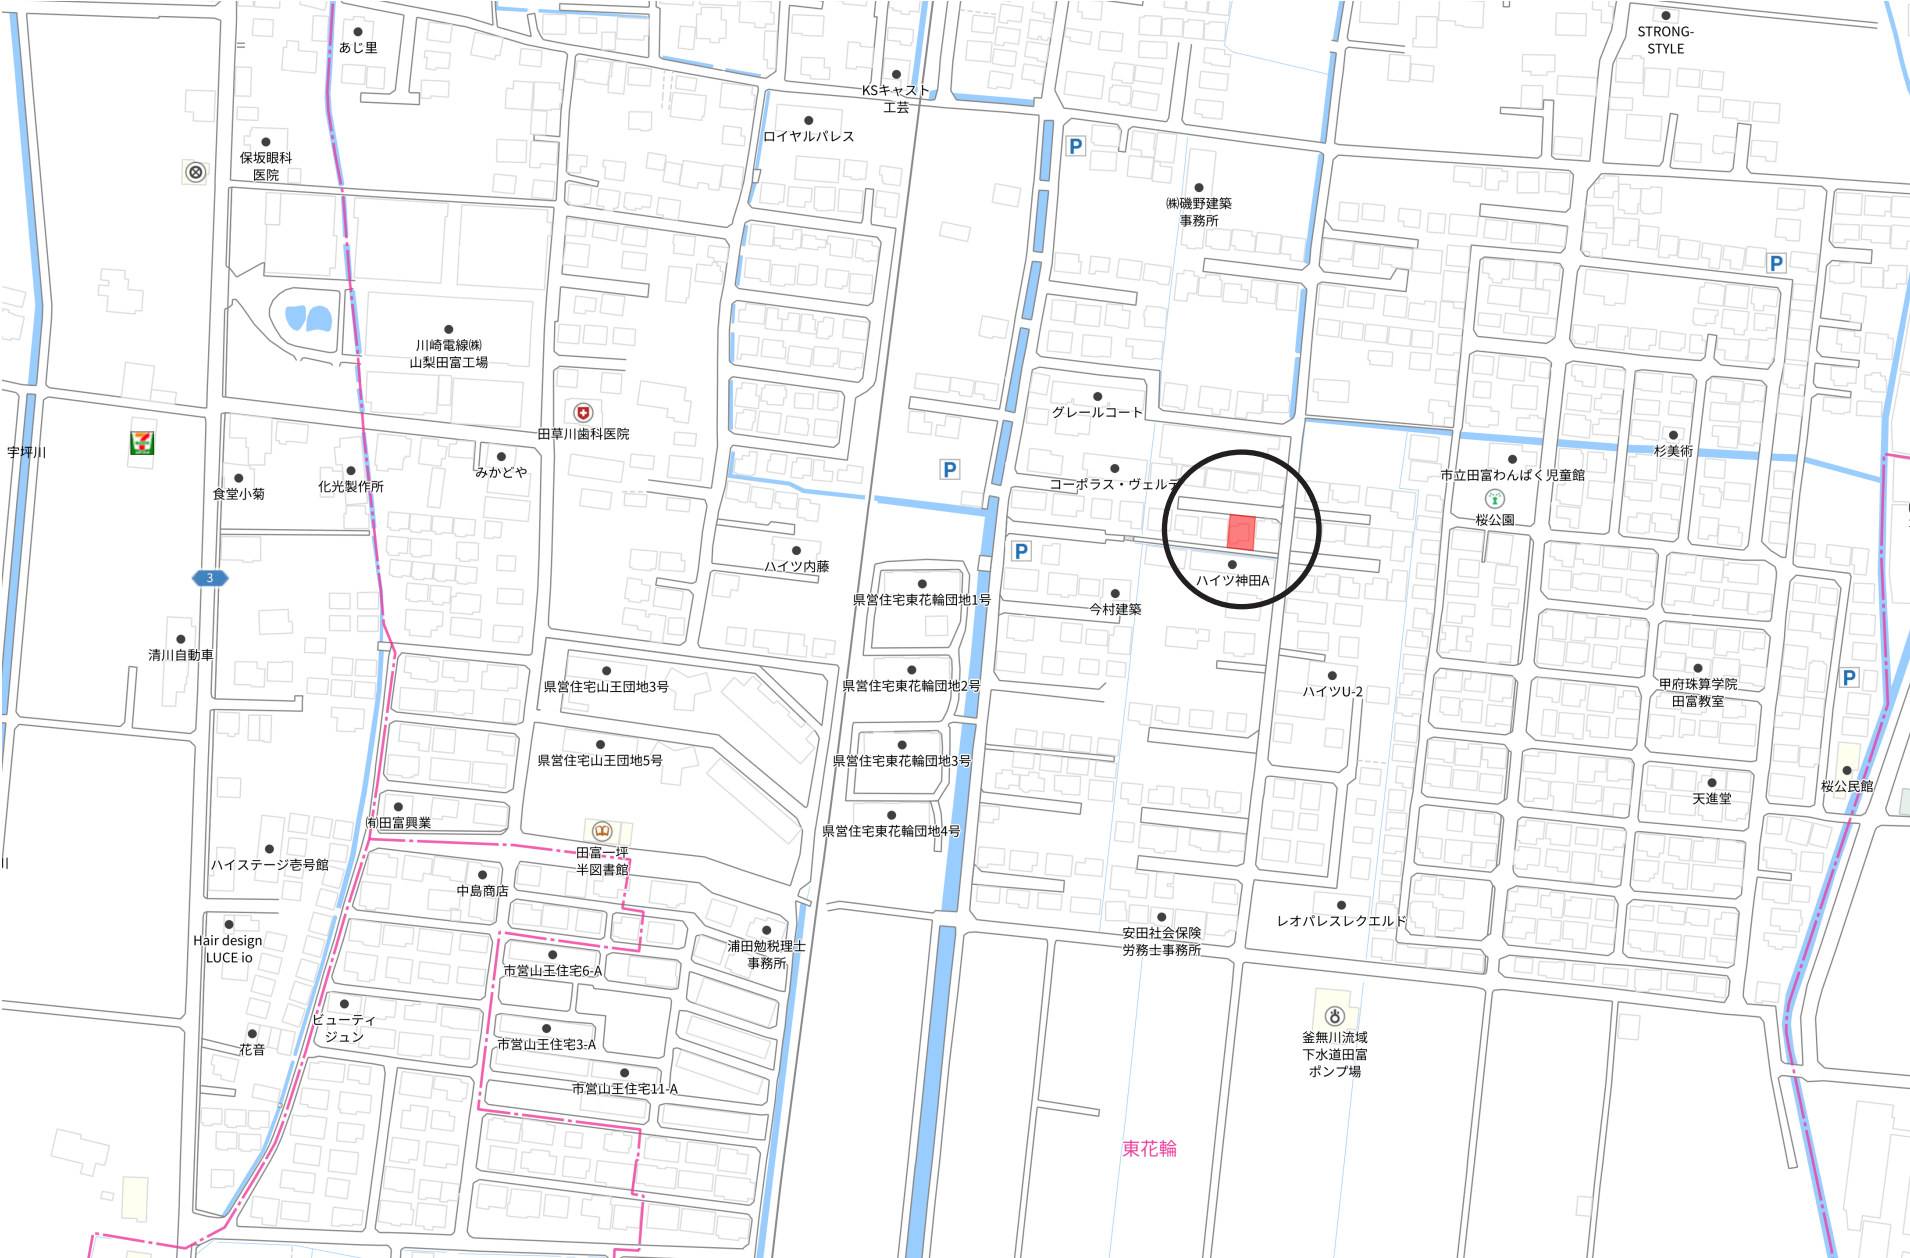 あじ里
STRONG-
STYLE
KSキャスト
工芸
ロイヤルパレス
P
保坂眼科
医院
㈱磯野建築
事務所
P
川崎電線㈱
山梨田富工場
グレールコート
田草川歯科医院
宇坪川
7
杉美術
みかどや
P
化光製作所
食堂小菊
コーポラス・ヴェルデ
市立田富わんぱく児童館
桜公園
P
ハイツ内藤
ハイツ神田A
3
県営住宅東花輪団地1号
今村建築
清川自動車
県営住宅山王団地3号
県営住宅東花輪団地2号
ハイツU-2
甲府珠算学院
田富教室
P
県営住宅山王団地5号
県営住宅東花輪団地3号
桜公民館
天進堂
㈲田富興業
県営住宅東花輪団地4号
田富一坪
半図書館
川
ハイステージ壱号館
中島商店
レオパレスレクエルド
安田社会保険
労務士事務所
Hair design
LUCE io
浦田勉税理士
事務所
市営山王住宅6-A
ビューティ
ジュン
花音
市営山王住宅3-A
釜無川流域
下水道田富
ポンプ場
市営山王住宅11-A
東花輪